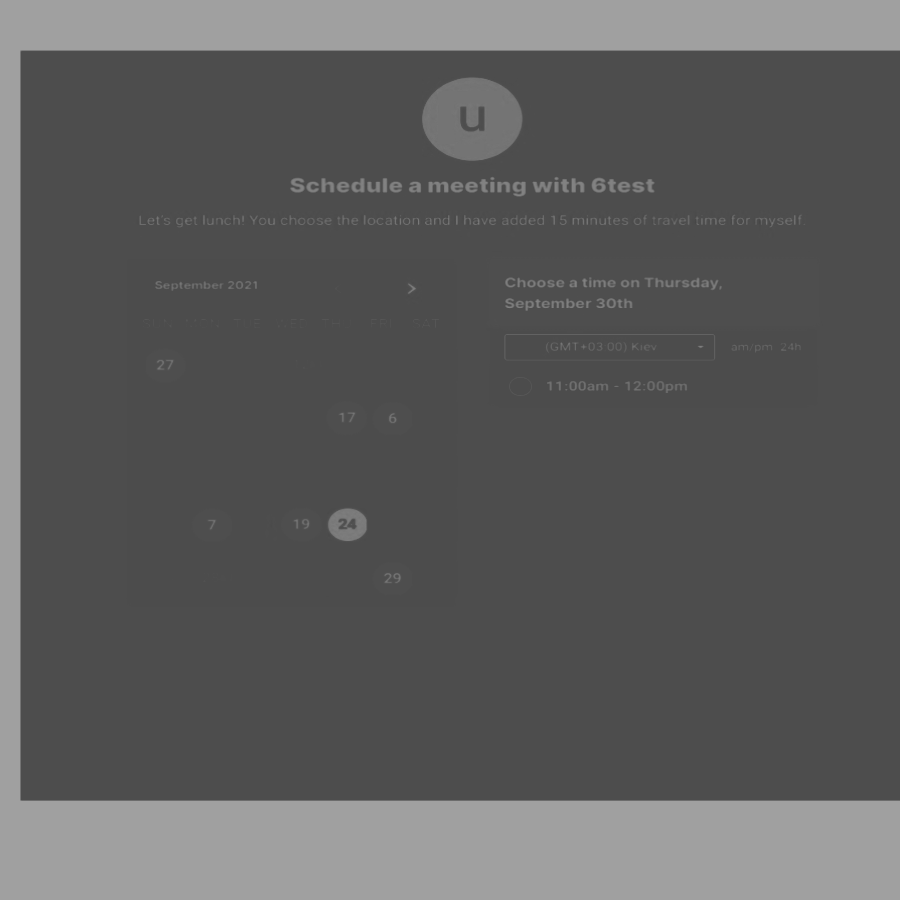 u
Schedule a meeting with 6test
Let's get lunch! You choose the location and I have added 15 minutes of travel time for myself.
September 2021
SUN MON TUE WED THU FRI SAT
27
17 6
7 19 24
29
Choose a time on Thursday,
September 30th
(GMT+03:00) Kiev
am/pm 24h
11:00am - 12:00pm